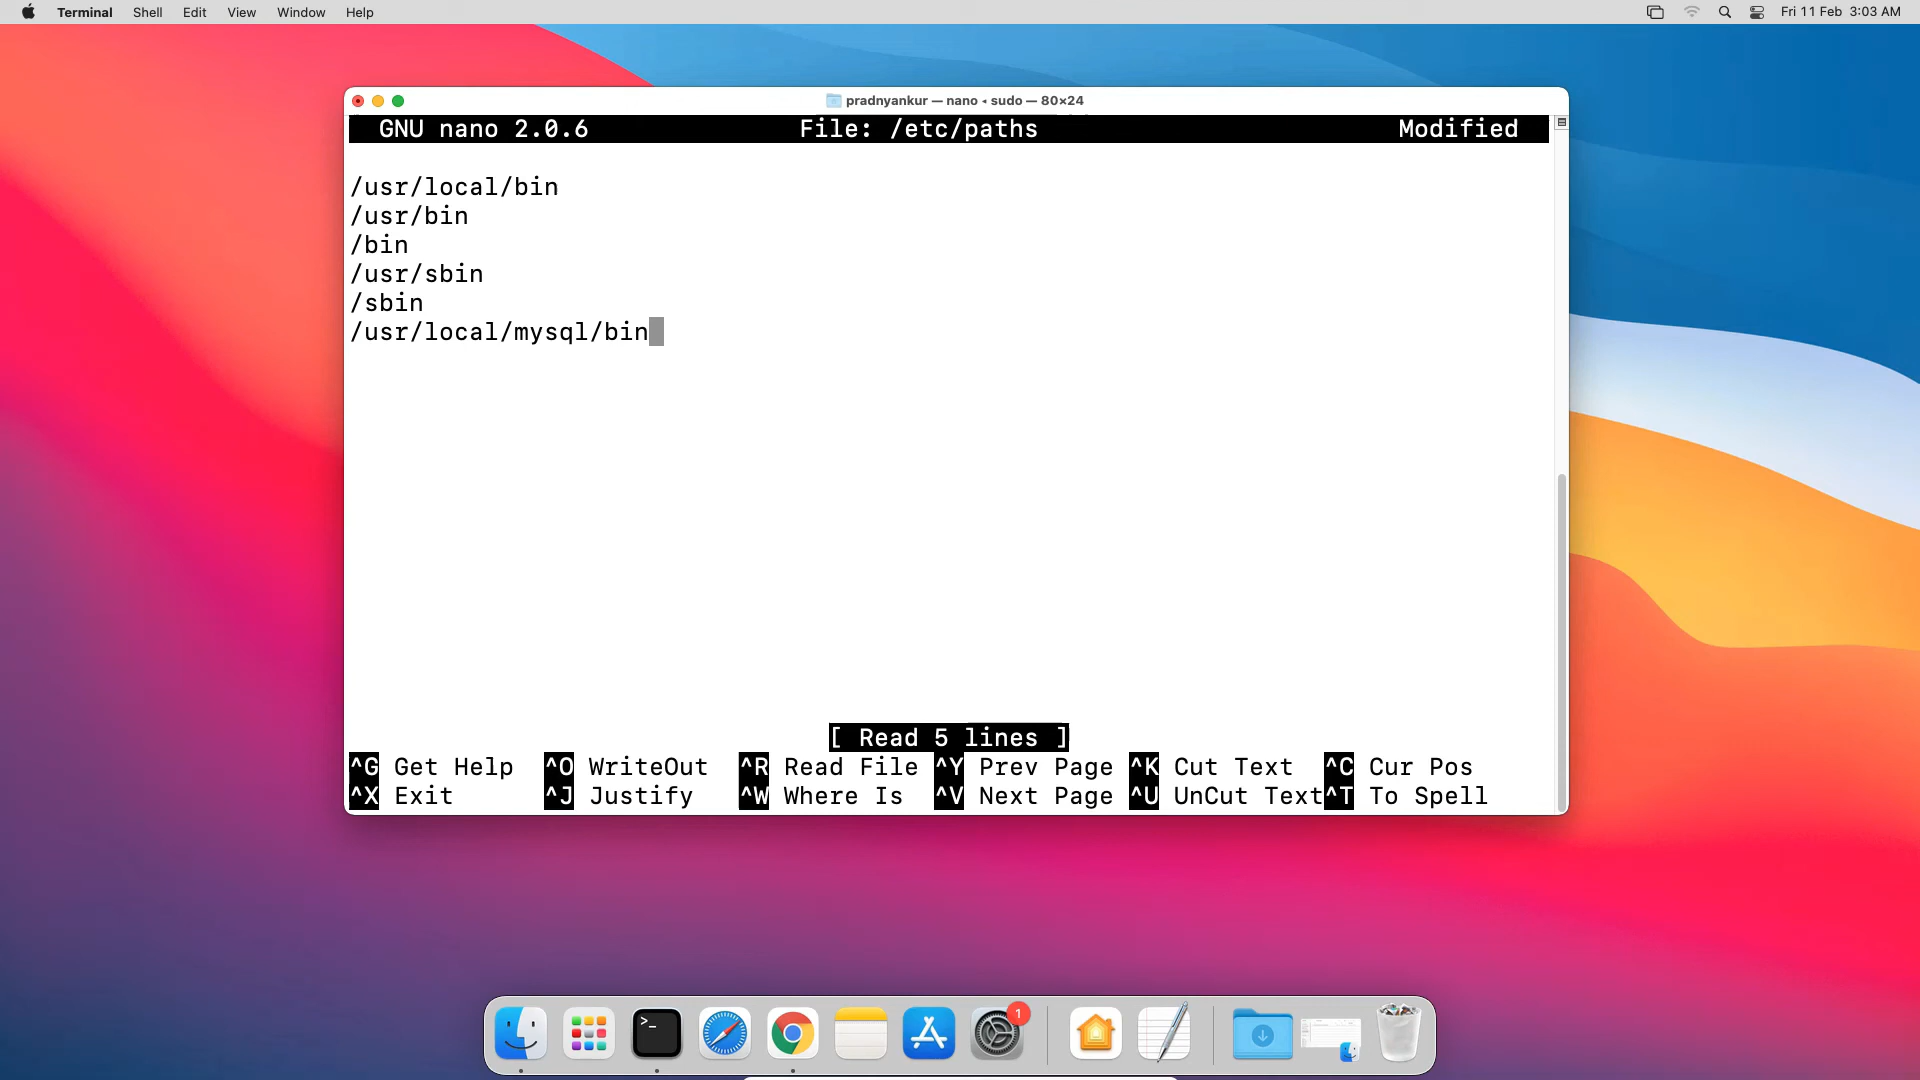 Terminal Shell Edit View Window Help Fri 11 Feb 3:03 AM
pradnyankur — nano ◂ sudo — 80×24
GNU nano 2.0.6 File: /etc/paths Modified
/usr/local/bin
/usr/bin
/bin
/usr/sbin
/sbin
/usr/local/mysql/bin
[ Read 5 lines ]
^G Get Help ^O WriteOut ^R Read File ^Y Prev Page ^K Cut Text ^C Cur Pos
^X Exit ^J Justify ^W Where Is ^V Next Page ^U UnCut Text ^T To Spell
>_
1